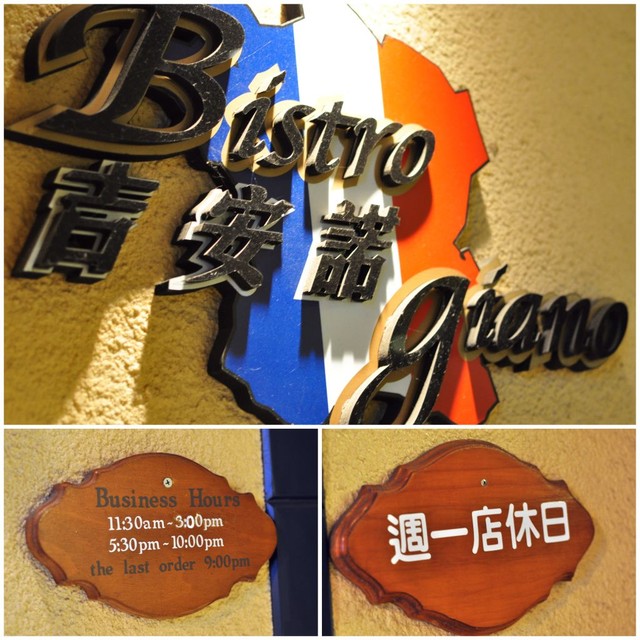 Bistro
吉安諾
giano
Business Hours
11:30am~3:00pm
5:30pm~10:00pm
the last order 9:00pm
週一店休日